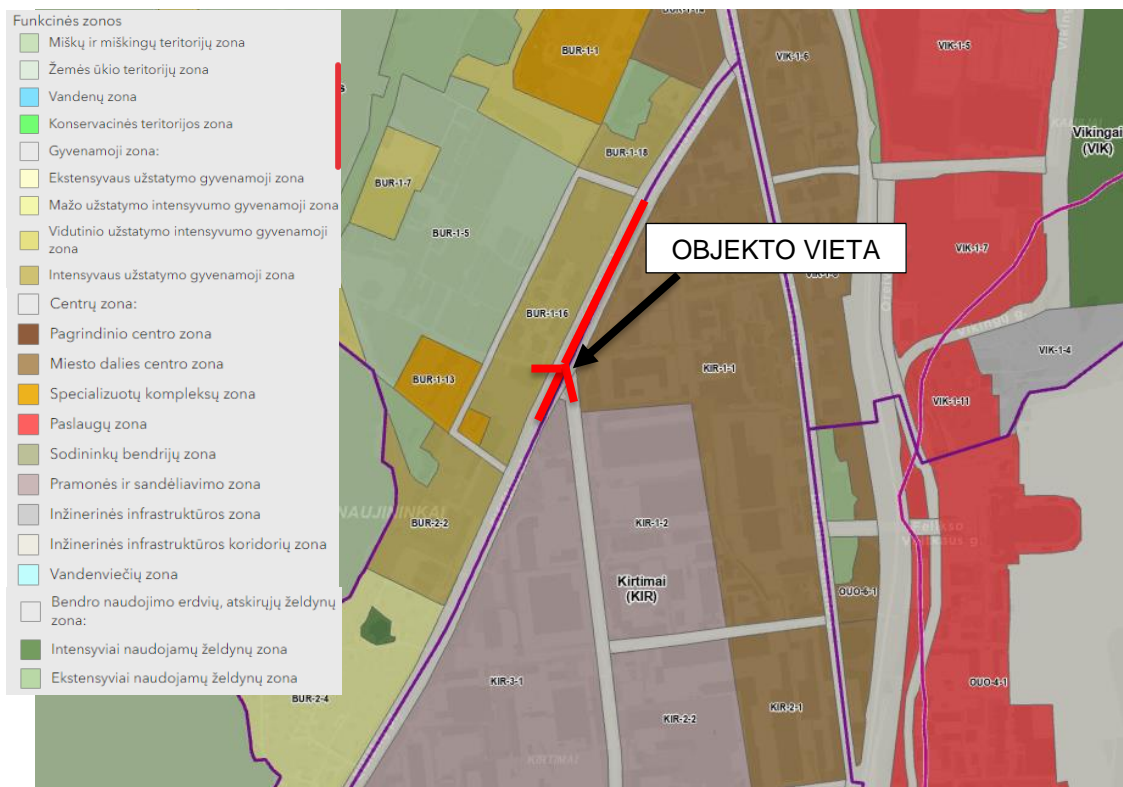 Funkcinės zonos
Miškų ir miškingų teritorijų zona
Žemės ūkio teritorijų zona
Vandenų zona
Konservacinės teritorijos zona
Gyvenamoji zona:
Ekstensyvaus užstatymo gyvenamoji zona
Mažo užstatymo intensyvumo gyvenamoji zona
Vidutinio užstatymo intensyvumo gyvenamoji
zona
Intensyvaus užstatymo gyvenamoji zona
Centrų zona:
Pagrindinio centro zona
Miesto dalies centro zona
Specializuotų kompleksų zona
Paslaugų zona
Sodininkų bendrijų zona
Pramonės ir sandėliavimo zona
Inžinerinės infrastruktūros zona
Inžinerinės infrastruktūros koridorių zona
Vandenviečių zona
Bendro naudojimo erdvių, atskirųjų želdynų
zona:
Intensyviai naudojamų želdynų zona
Ekstensyviai naudojamų želdynų zona
BUR-1-1
VIK-1-6
VIK-1-5
Vikingai
(VIK)
BUR-1-18
BUR-1-7
BUR-1-5
OBJEKTO VIETA
VIK-1-7
BUR-1-16
Vikingų g.
VIK-1-4
BUR-1-13
KIR-1-1
VIK-1-11
NAUJININKAI
BUR-2-2
KIR-1-2
Kirtimai
(KIR)
OUO-6-1
KIR-3-1
OUO-4-1
BUR-2-4
KIR-2-2
KIR-2-1
KIRTIMAI